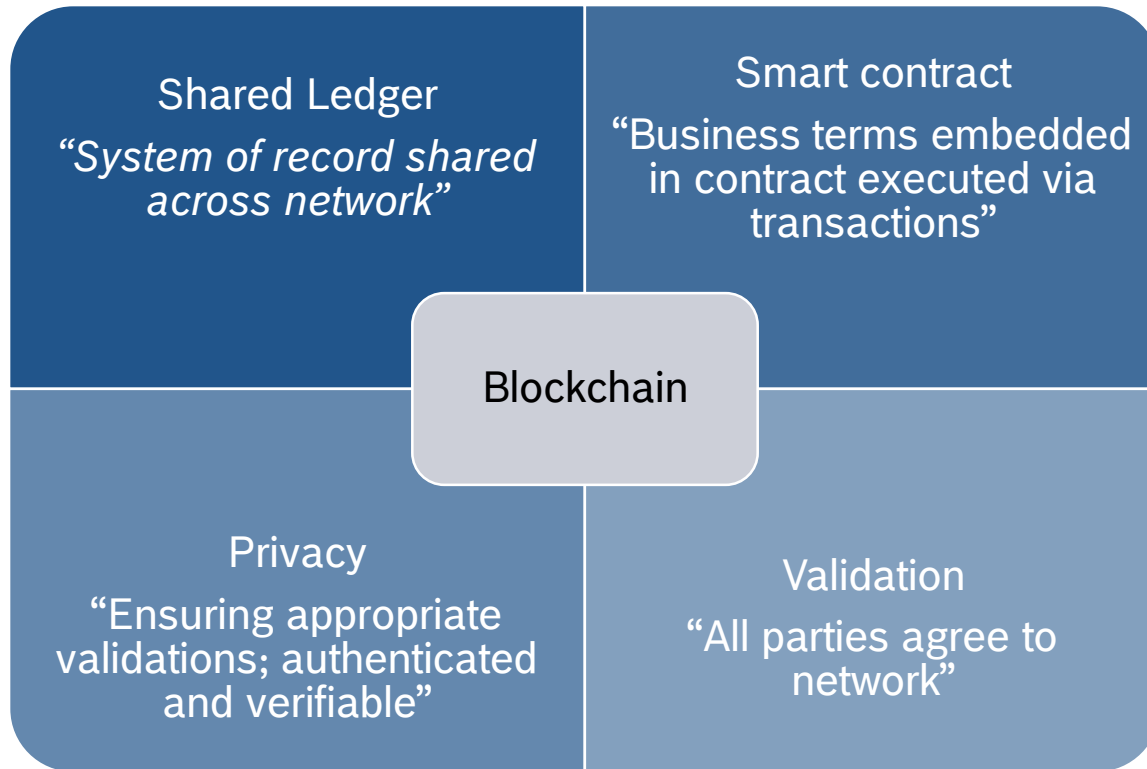 Shared Ledger
“System of record shared
across network”
Smart contract
“Business terms embedded
in contract executed via
transactions”
Blockchain
Privacy
“Ensuring appropriate
validations; authenticated
and verifiable”
Validation
“All parties agree to
network”